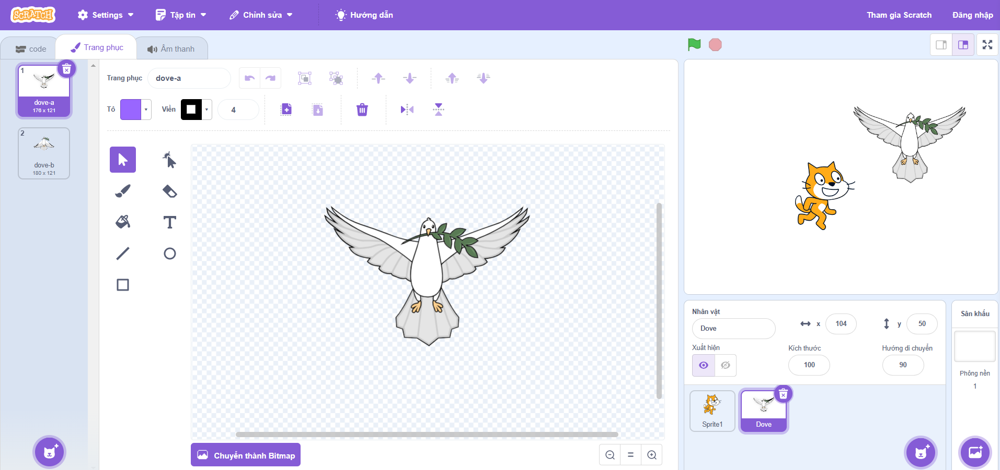 SCRATCH Settings Tập tin Chỉnh sửa Hướng dẫn Tham gia Scratch Đăng nhập
code Trang phục Âm thanh
1
dove-a
176 x 121
2
dove-b
180 x 121
Trang phục dove-a
Tô Viền 4
T
Chuyển thành Bitmap
Nhân vật
Dove
x 104 y 50
Xuất hiện Kích thước Hướng di chuyển
100 90
Sprite1 Dove
Sân khấu
Phông nền
1